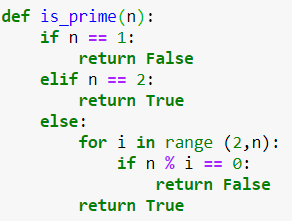 def is_prime(n):
    if n == 1:
        return False
    elif n == 2:
        return True
    else:
        for i in range (2,n):
            if n % i == 0:
                return False
        return True